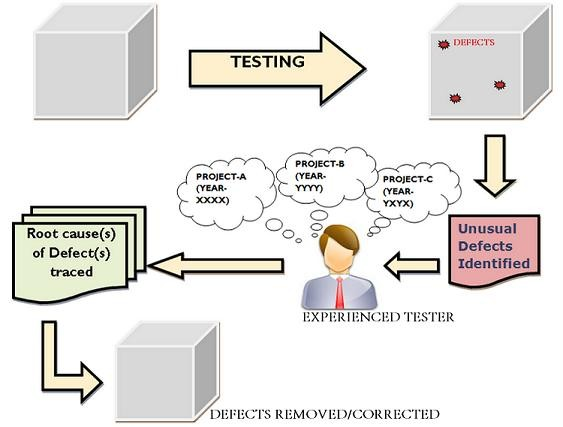 TESTING
DEFECTS
PROJECT-A
(YEAR-
XXXX)
PROJECT-B
(YEAR-
YYYY)
PROJECT-C
(YEAR-
YXYX)
Root cause(s)
of Defect(s)
traced
Unusual
Defects
Identified
EXPERIENCED TESTER
DEFECTS REMOVED/CORRECTED